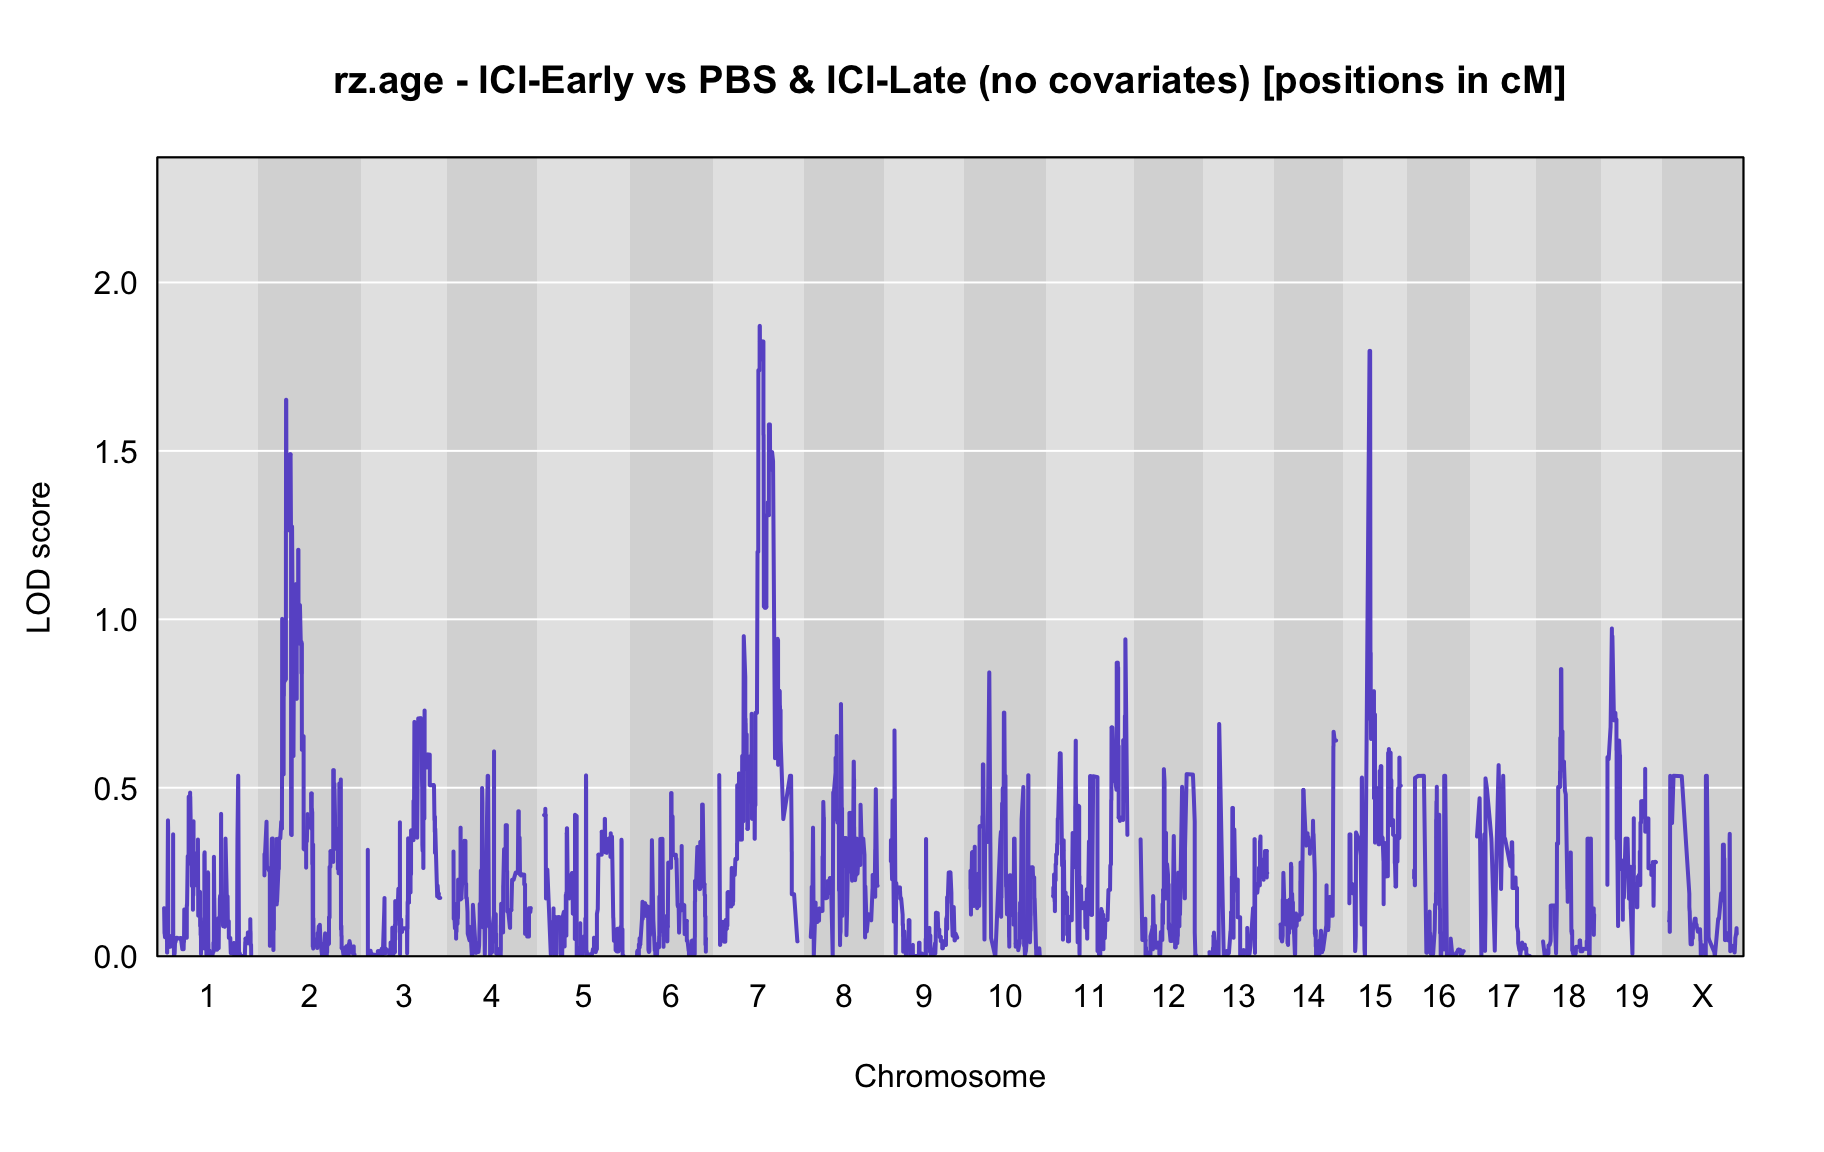 rz.age - ICI-Early vs PBS & ICI-Late (no covariates) [positions in cM]
2.0
1.5
1.0
0.5
0.0
LOD score
1 2 3 4 5 6 7 8 9 10 11 12 13 14 15 16 17 18 19 X
Chromosome